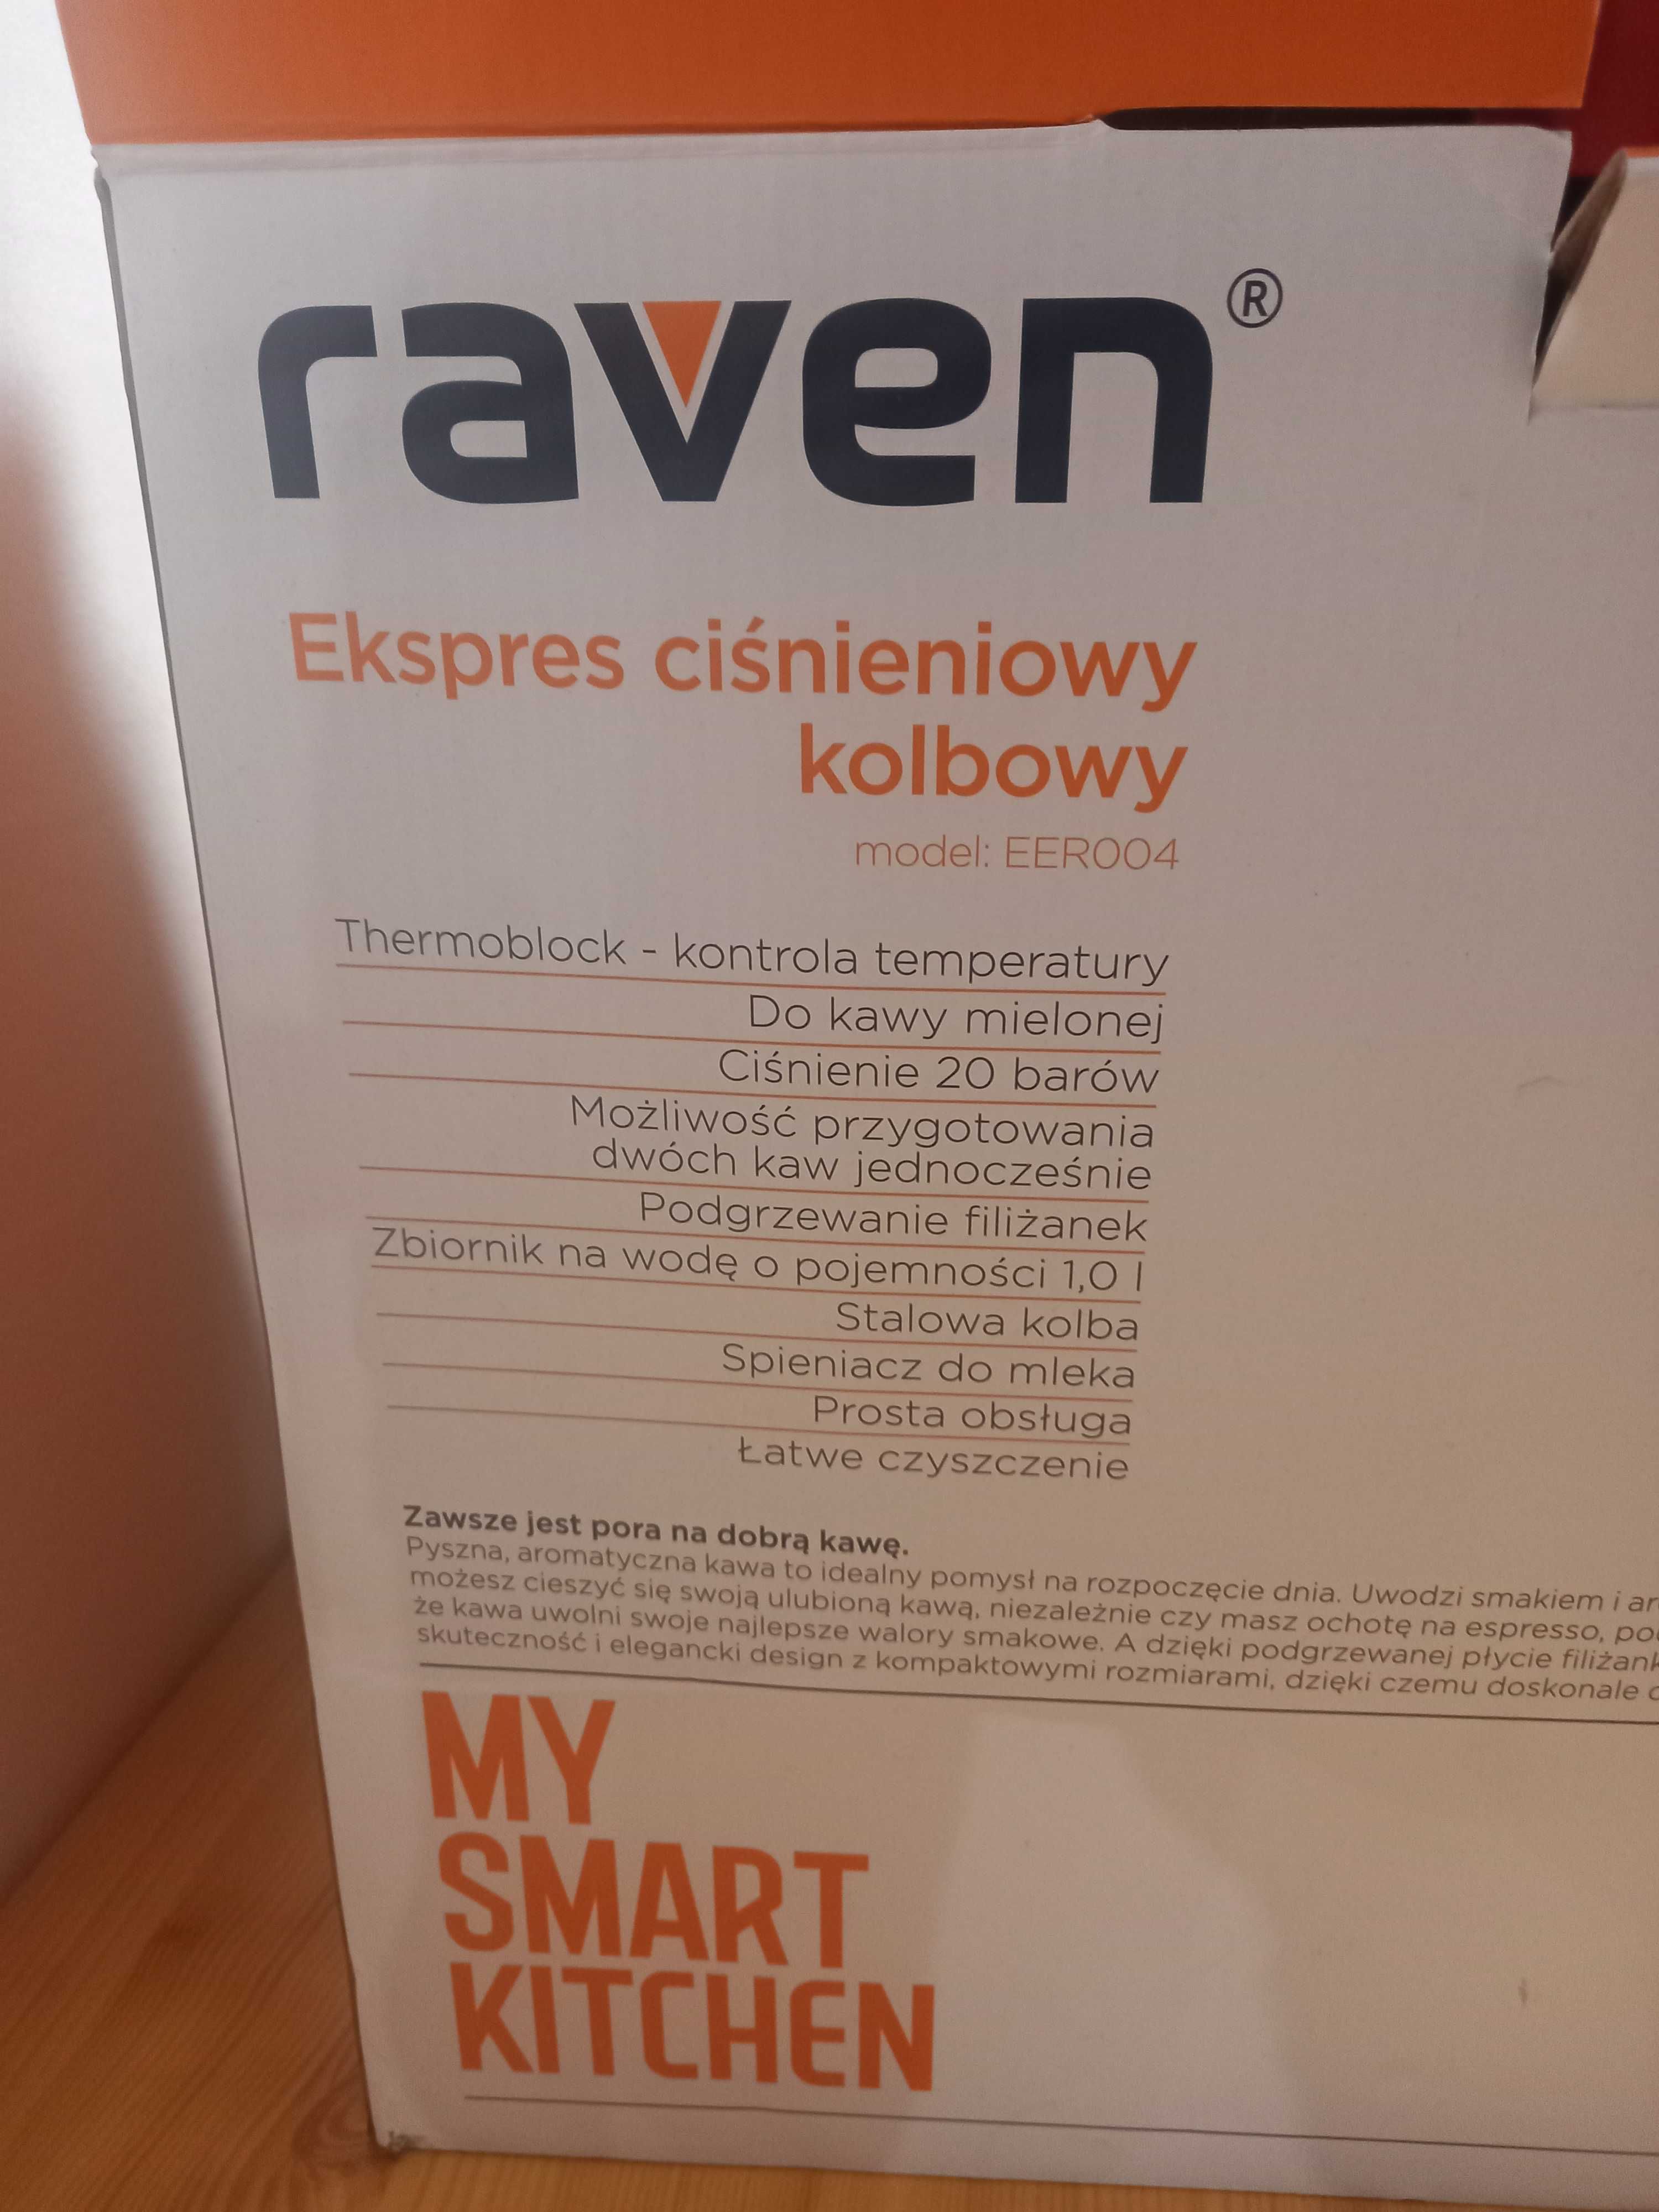 raven®
Ekspres ciśnieniowy
kolbowy
model: EER004
Thermoblock - kontrola temperatury
Do kawy mielonej
Ciśnienie 20 barów
Możliwość przygotowania
dwóch kaw jednocześnie
Podgrzewanie filiżanek
Zbiornik na wodę o pojemności 1,0 l
Stalowa kolba
Spieniacz do mleka
Prosta obsługa
Łatwe czyszczenie
Zawsze jest pora na dobrą kawę.
Pyszna, aromatyczna kawa to idealny pomysł na rozpoczęcie dnia. Uwodzi smakiem i
możesz cieszyć się swoją ulubioną kawą, niezależnie czy masz ochotę na espresso,
że kawa uwolni swoje najlepsze walory smakowe. A dzięki podgrzewanej płycie
skuteczność i elegancki design z kompaktowymi rozmiarami, dzięki czemu doskonale
MY
SMART
KITCHEN